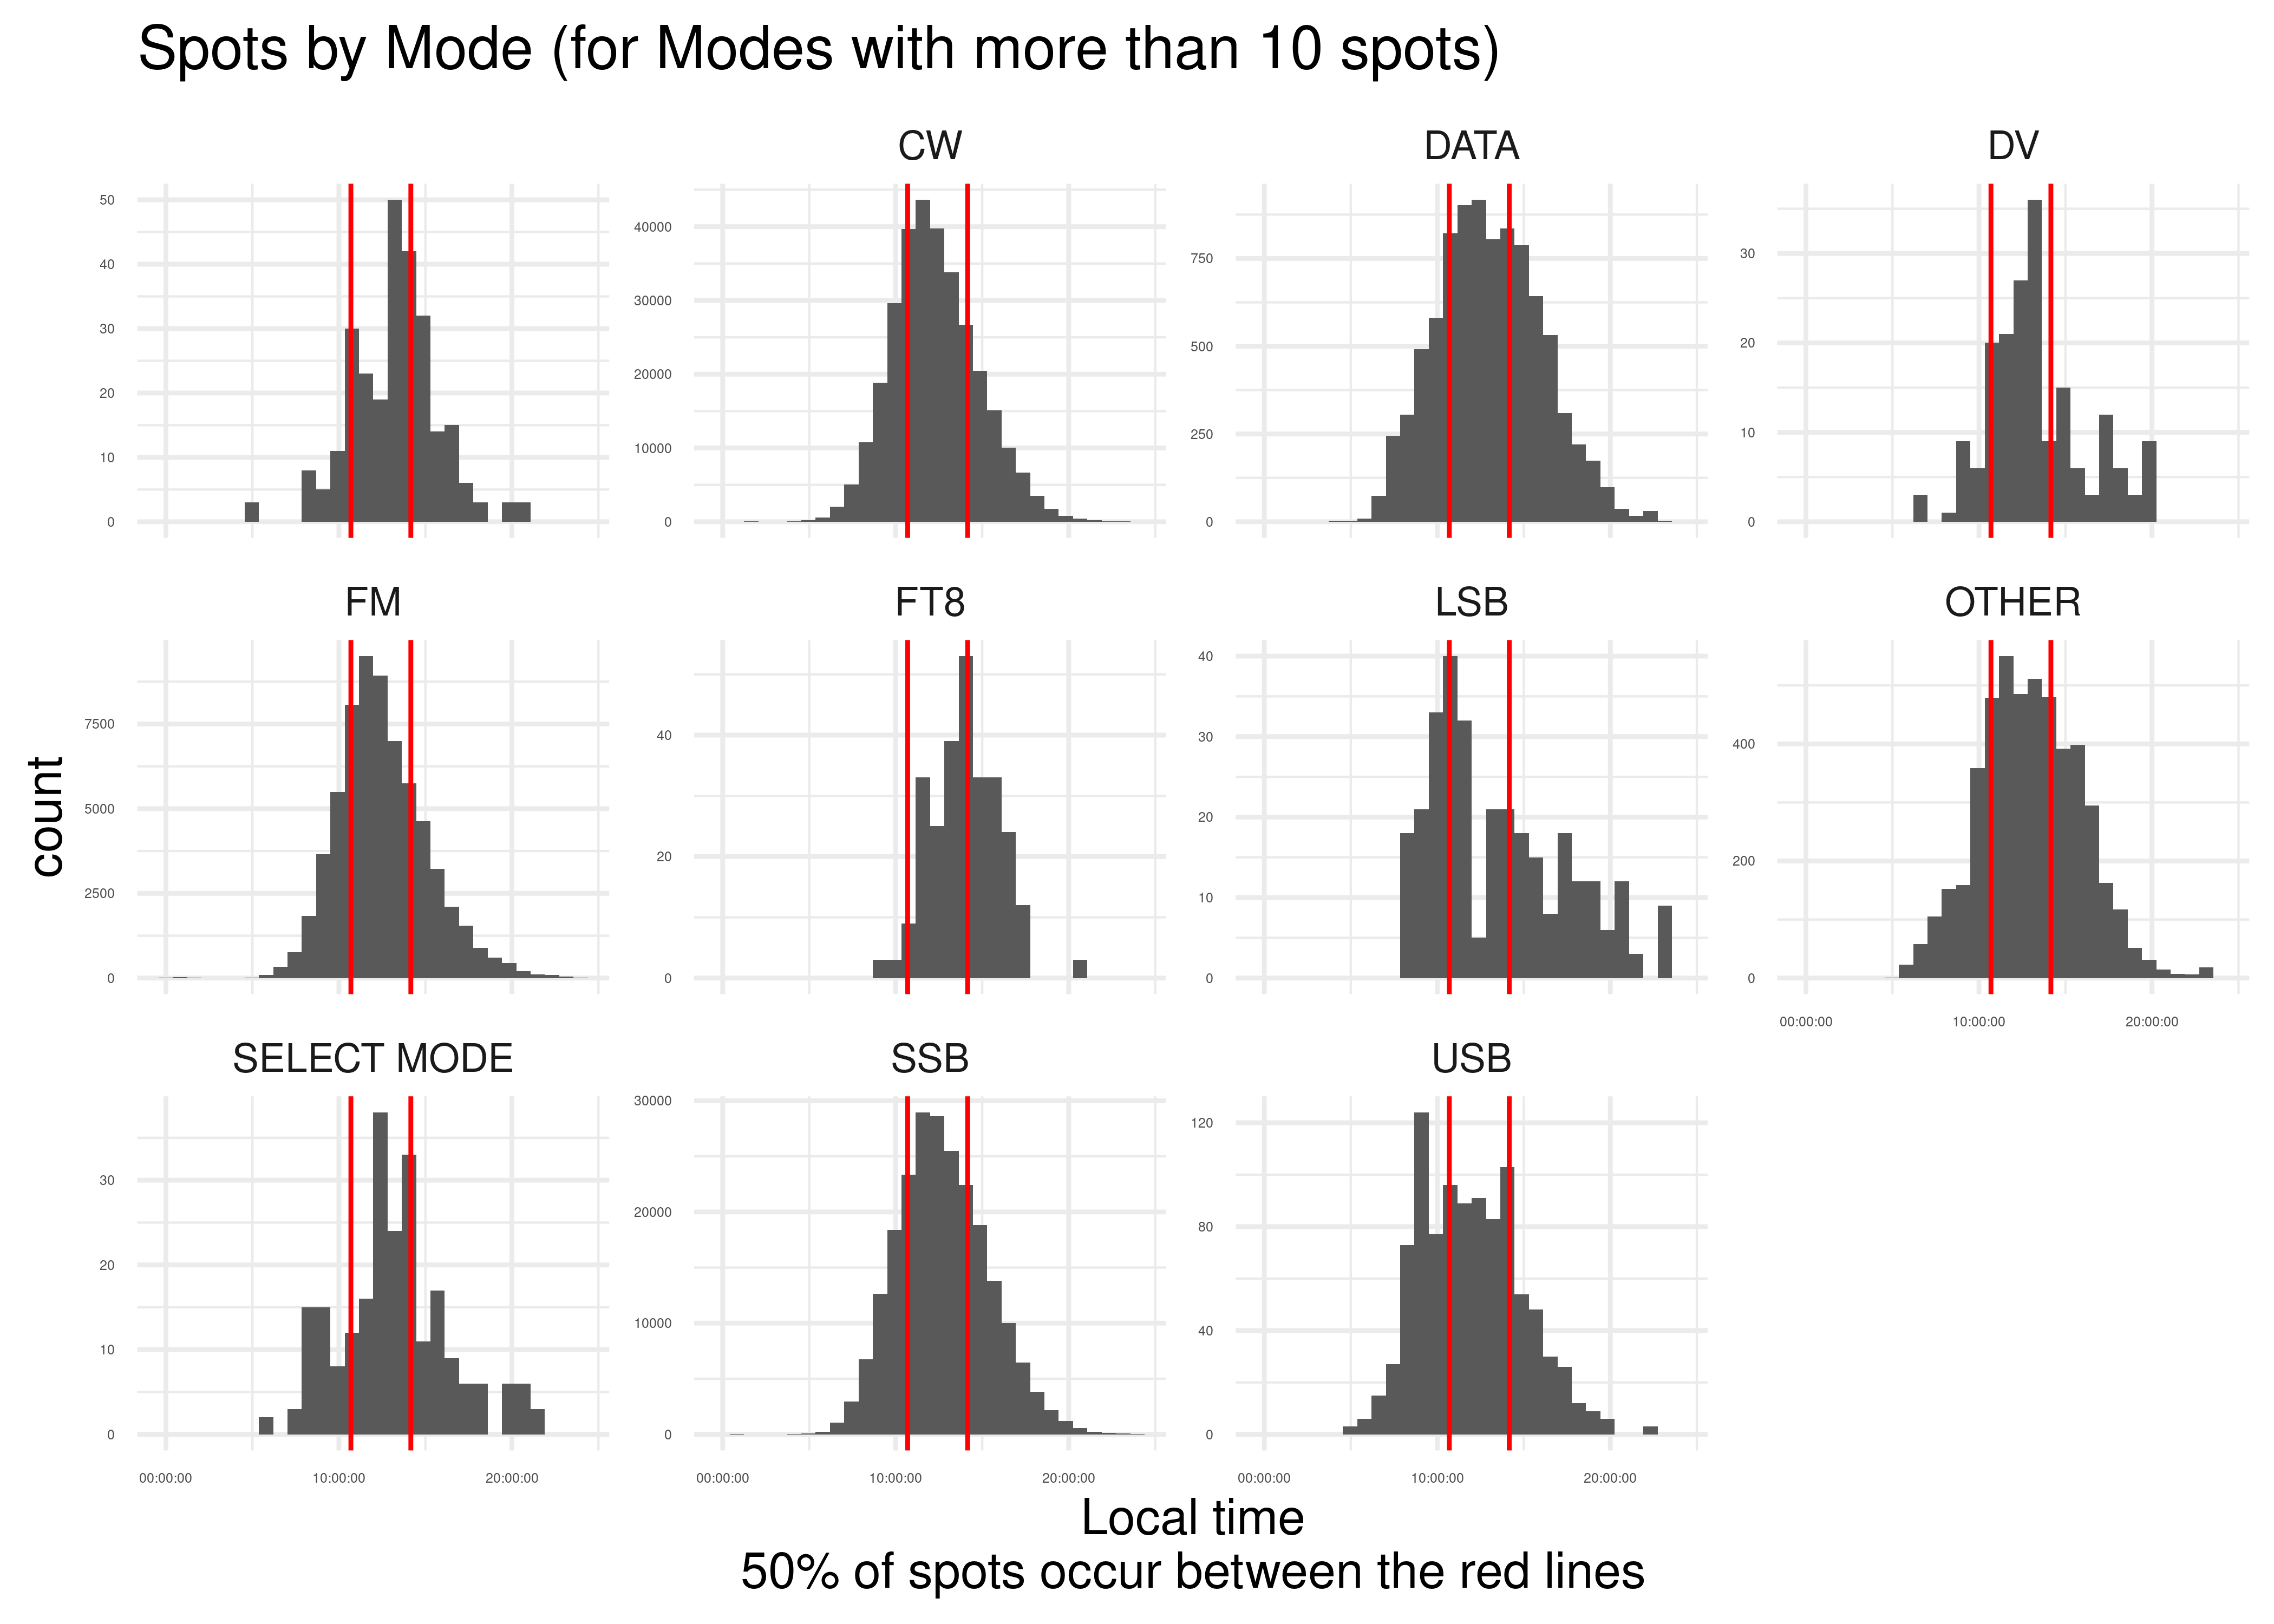 Spots by Mode (for Modes with more than 10 spots)
CW
DATA
DV
50
40
30
20
10
0
40000
30000
20000
10000
0
750
500
250
0
30
20
10
0
FM
FT8
LSB
OTHER
count
7500
5000
2500
0
40
20
0
40
30
20
10
0
400
200
0
00:00:00 10:00:00 20:00:00
SELECT MODE
SSB
USB
30
20
10
0
30000
20000
10000
0
120
80
40
0
00:00:00 10:00:00 20:00:00
00:00:00 10:00:00 20:00:00
00:00:00 10:00:00 20:00:00
Local time
50% of spots occur between the red lines